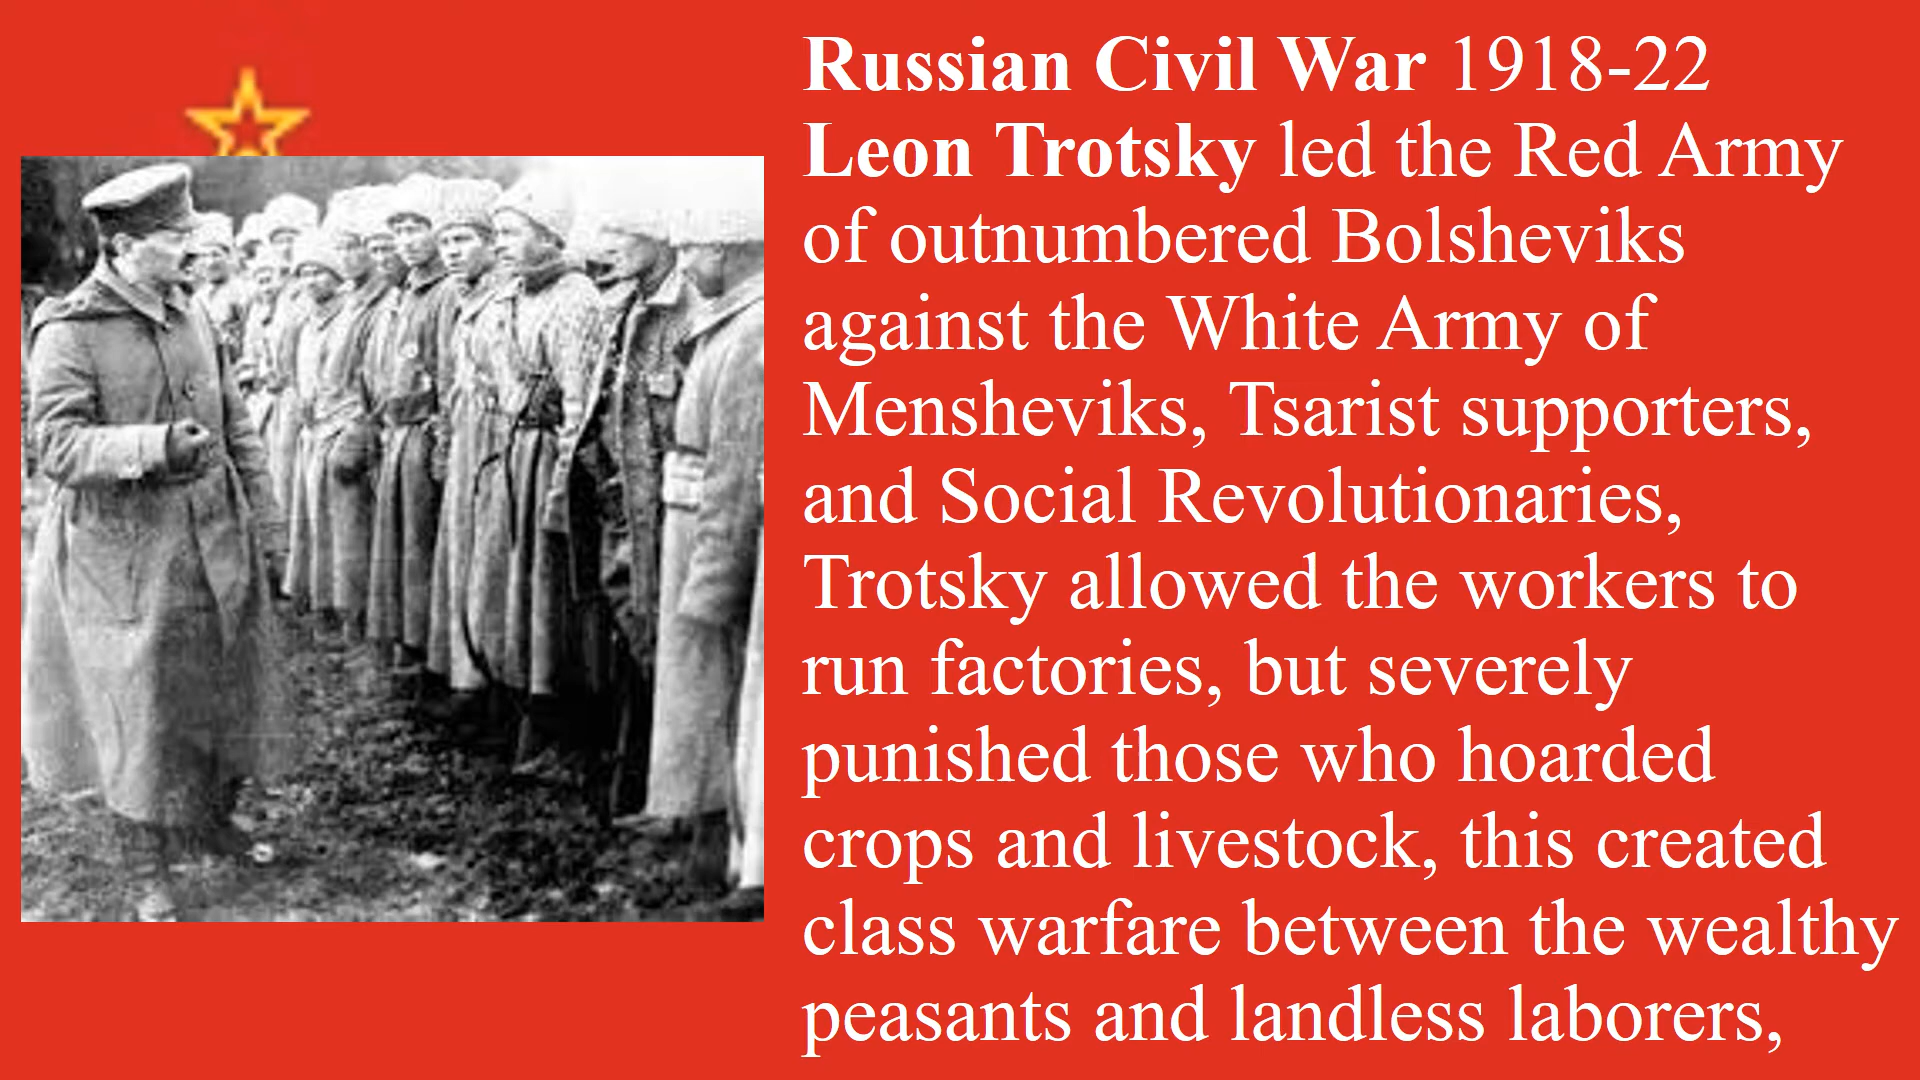 Russian Civil War 1918-22
Leon Trotsky led the Red Army
of outnumbered Bolsheviks
against the White Army of
Mensheviks, Tsarist supporters,
and Social Revolutionaries,
Trotsky allowed the workers to
run factories, but severely
punished those who hoarded
crops and livestock, this created
class warfare between the wealthy
peasants and landless laborers,